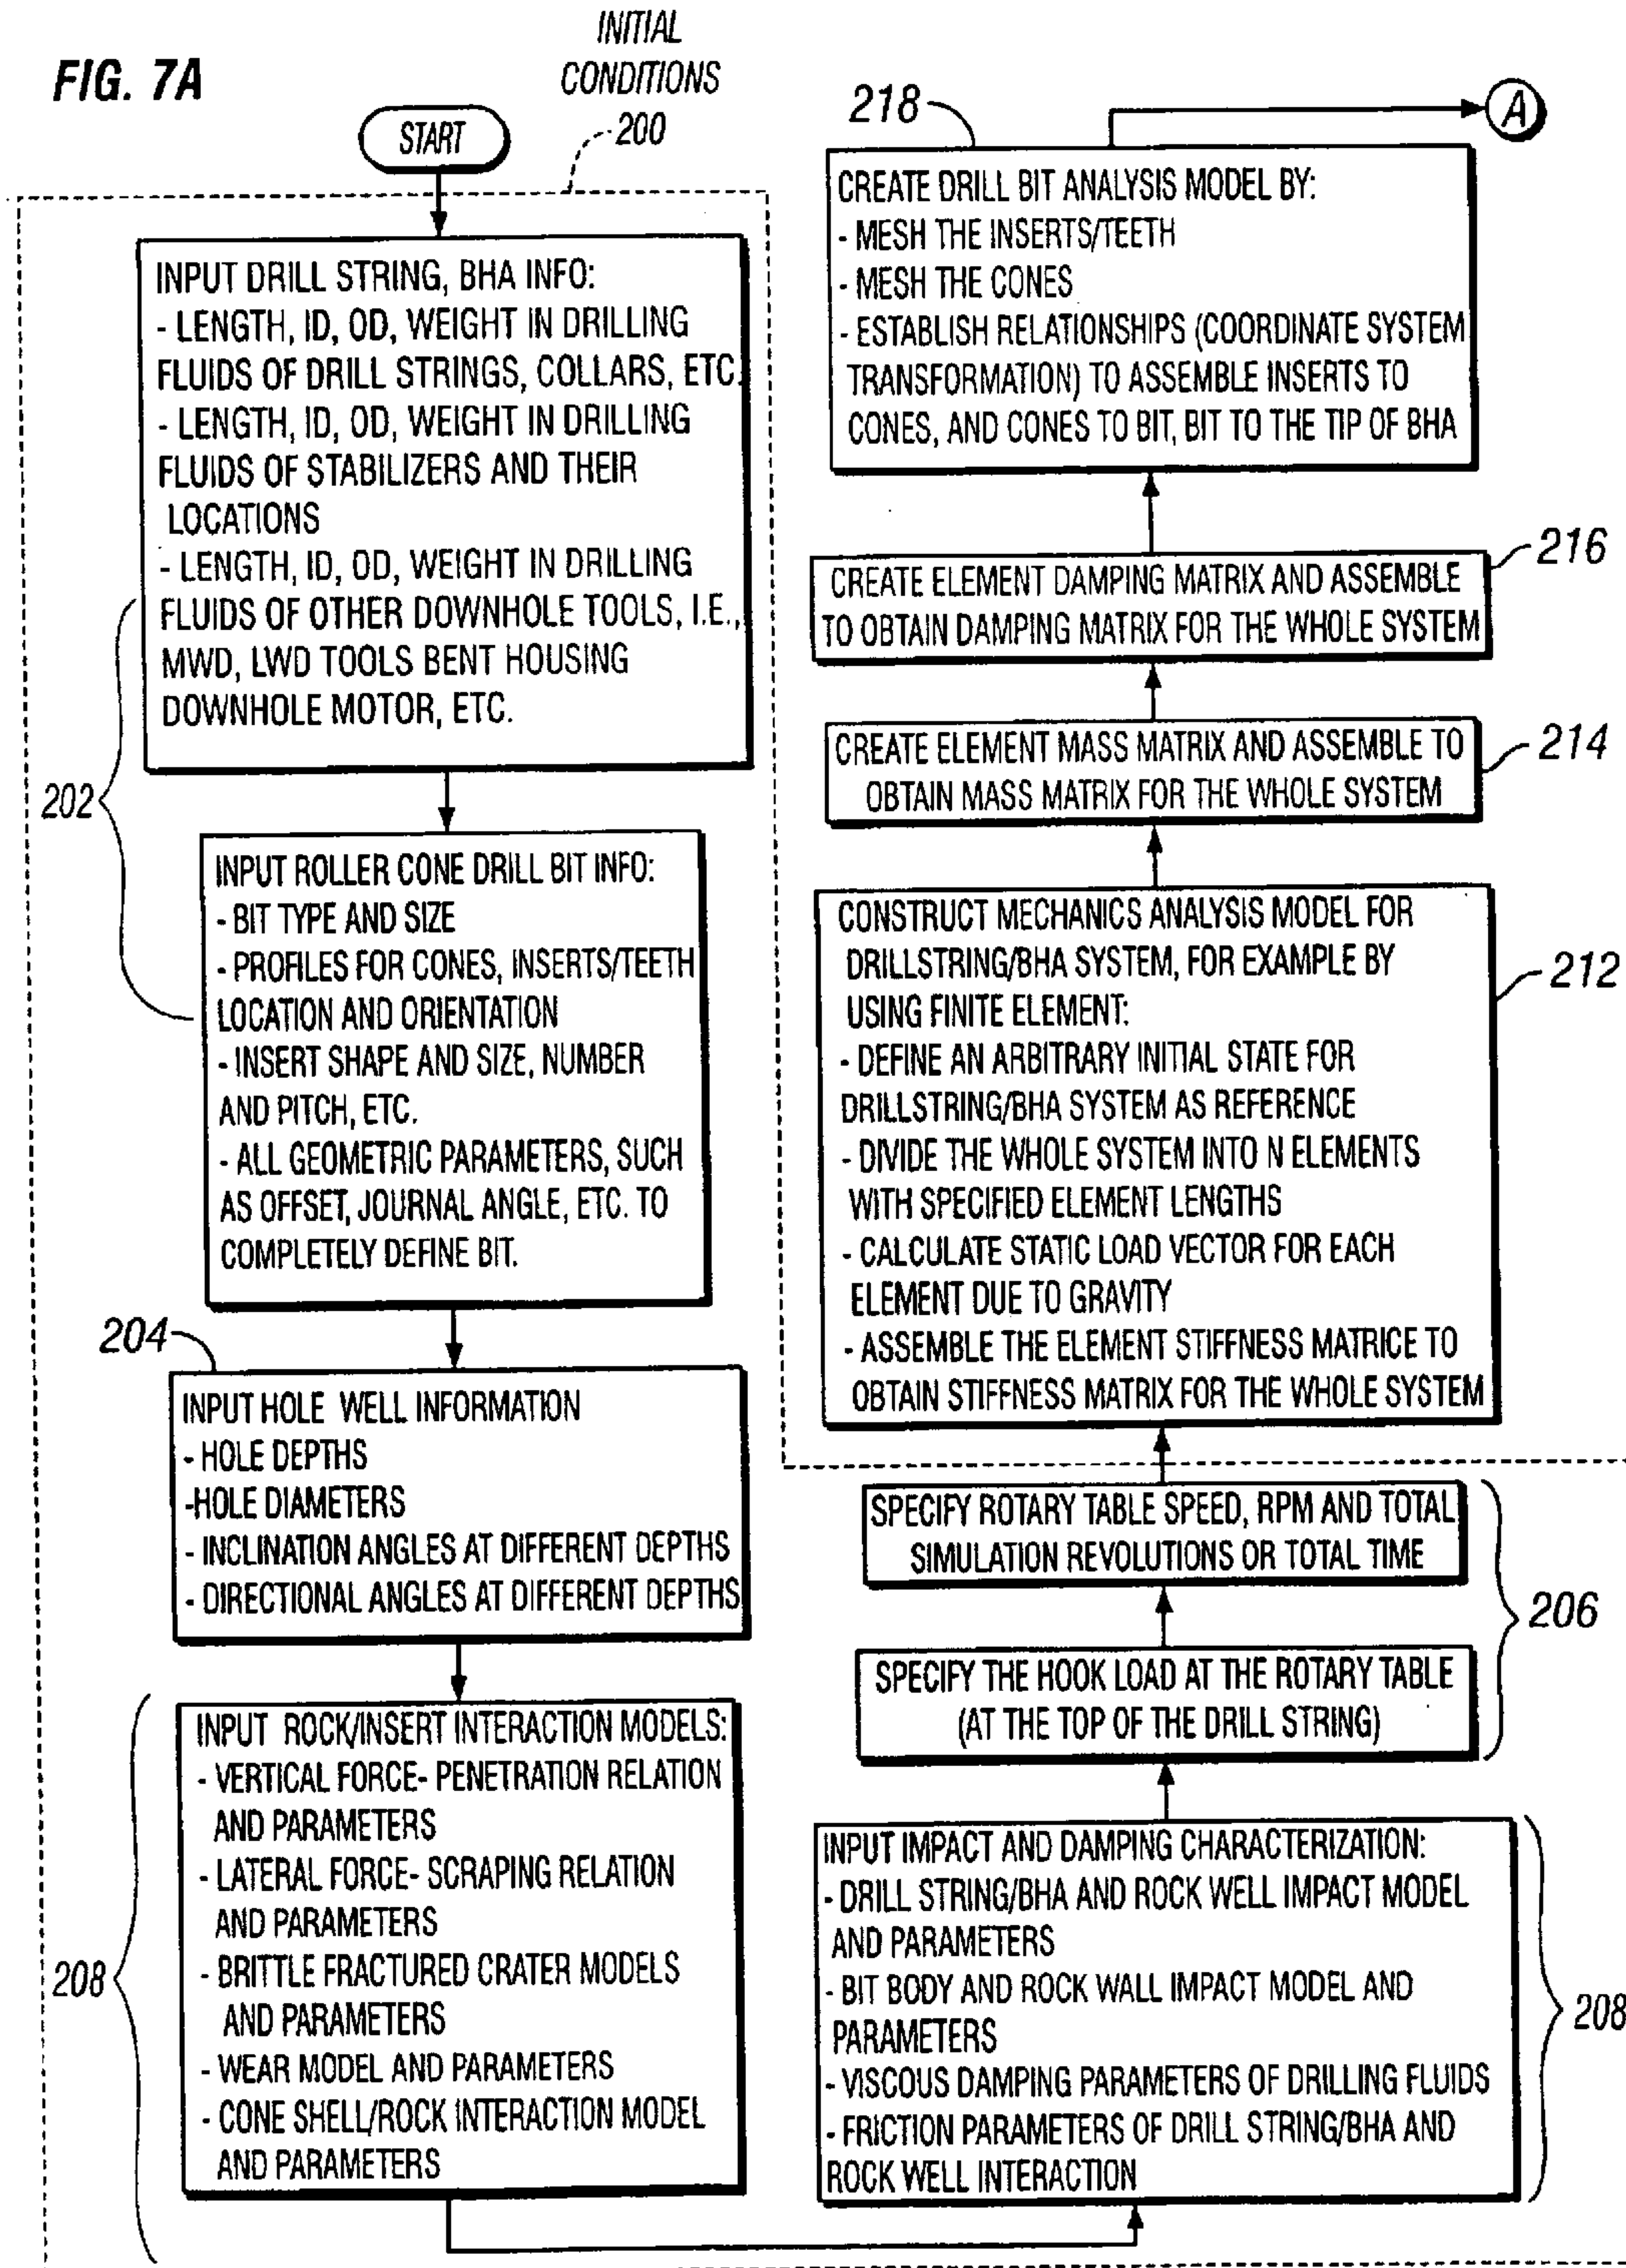 FIG. 7A
INITIAL
CONDITIONS
200
START
INPUT DRILL STRING, BHA INFO:
- LENGTH, ID, OD, WEIGHT IN DRILLING
FLUIDS OF DRILL STRINGS, COLLARS, ETC.
- LENGTH, ID, OD, WEIGHT IN DRILLING
FLUIDS OF STABILIZERS AND THEIR
LOCATIONS
- LENGTH, ID, OD, WEIGHT IN DRILLING
FLUIDS OF OTHER DOWNHOLE TOOLS, I.E.,
MWD, LWD TOOLS BENT HOUSING
DOWNHOLE MOTOR, ETC.
202
INPUT ROLLER CONE DRILL BIT INFO:
- BIT TYPE AND SIZE
- PROFILES FOR CONES, INSERTS/TEETH
LOCATION AND ORIENTATION
- INSERT SHAPE AND SIZE, NUMBER
AND PITCH, ETC.
- ALL GEOMETRIC PARAMETERS, SUCH
AS OFFSET, JOURNAL ANGLE, ETC. TO
COMPLETELY DEFINE BIT.
204
INPUT HOLE WELL INFORMATION
- HOLE DEPTHS
-HOLE DIAMETERS
- INCLINATION ANGLES AT DIFFERENT DEPTHS
- DIRECTIONAL ANGLES AT DIFFERENT DEPTHS
208
INPUT ROCK/INSERT INTERACTION MODELS:
- VERTICAL FORCE- PENETRATION RELATION
AND PARAMETERS
- LATERAL FORCE- SCRAPING RELATION
AND PARAMETERS
- BRITTLE FRACTURED CRATER MODELS
AND PARAMETERS
- WEAR MODEL AND PARAMETERS
- CONE SHELL/ROCK INTERACTION MODEL
AND PARAMETERS
INPUT IMPACT AND DAMPING CHARACTERIZATION:
- DRILL STRING/BHA AND ROCK WELL IMPACT MODEL
AND PARAMETERS
- BIT BODY AND ROCK WALL IMPACT MODEL AND
PARAMETERS
- VISCOUS DAMPING PARAMETERS OF DRILLING FLUIDS
- FRICTION PARAMETERS OF DRILL STRING/BHA AND
ROCK WELL INTERACTION
208
SPECIFY THE HOOK LOAD AT THE ROTARY TABLE
(AT THE TOP OF THE DRILL STRING)
206
SPECIFY ROTARY TABLE SPEED, RPM AND TOTAL
SIMULATION REVOLUTIONS OR TOTAL TIME
CONSTRUCT MECHANICS ANALYSIS MODEL FOR
DRILLSTRING/BHA SYSTEM, FOR EXAMPLE BY
USING FINITE ELEMENT:
- DEFINE AN ARBITRARY INITIAL STATE FOR
DRILLSTRING/BHA SYSTEM AS REFERENCE
- DIVIDE THE WHOLE SYSTEM INTO N ELEMENTS
WITH SPECIFIED ELEMENT LENGTHS
- CALCULATE STATIC LOAD VECTOR FOR EACH
ELEMENT DUE TO GRAVITY
- ASSEMBLE THE ELEMENT STIFFNESS MATRICE TO
OBTAIN STIFFNESS MATRIX FOR THE WHOLE SYSTEM
212
CREATE ELEMENT MASS MATRIX AND ASSEMBLE TO
OBTAIN MASS MATRIX FOR THE WHOLE SYSTEM
214
CREATE ELEMENT DAMPING MATRIX AND ASSEMBLE
TO OBTAIN DAMPING MATRIX FOR THE WHOLE SYSTEM
216
218
CREATE DRILL BIT ANALYSIS MODEL BY:
- MESH THE INSERTS/TEETH
- MESH THE CONES
- ESTABLISH RELATIONSHIPS (COORDINATE SYSTEM
TRANSFORMATION) TO ASSEMBLE INSERTS TO
CONES, AND CONES TO BIT, BIT TO THE TIP OF BHA
A